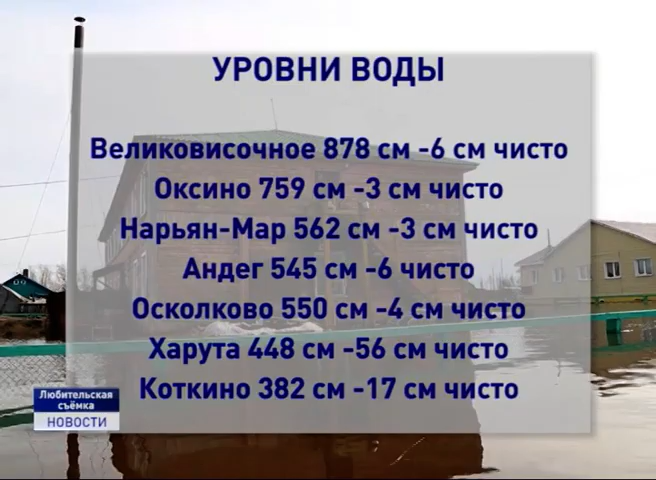 УРОВНИ ВОДЫ
Великовисочное 878 см -6 см чисто
Оксино 759 см -3 см чисто
Нарьян-Мар 562 см -3 см чисто
Андег 545 см -6 чисто
Осколково 550 см -4 см чисто
Харута 448 см -56 см чисто
Коткино 382 см -17 см чисто
Любительская
съёмка
НОВОСТИ